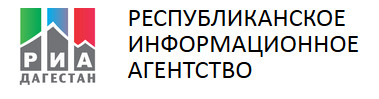 РИА
ДАГЕСТАН
РЕСПУБЛИКАНСКОЕ
ИНФОРМАЦИОННОЕ
АГЕНТСТВО